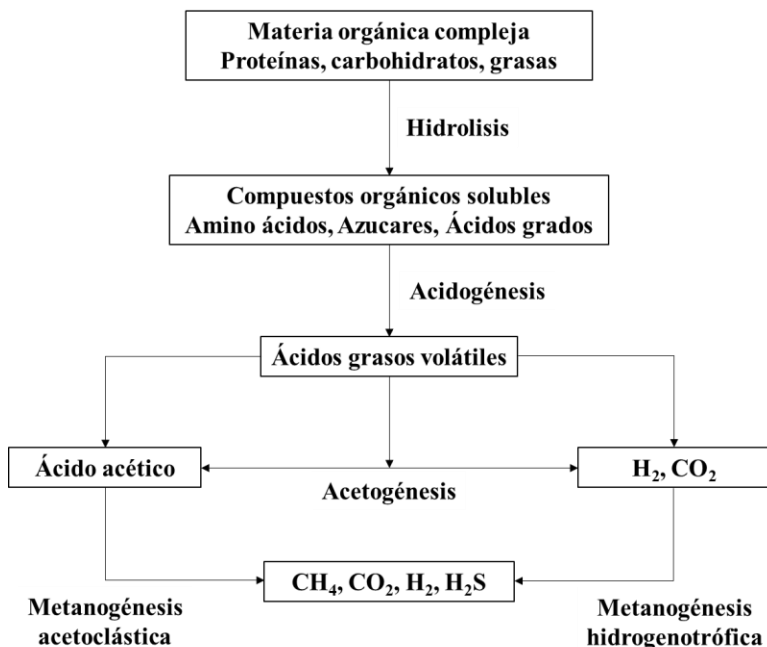 Materia orgánica compleja
Proteínas, carbohidratos, grasas
Hidrolisis
Compuestos orgánicos solubles
Amino ácidos, Azucares, Ácidos grados
Acidogénesis
Ácidos grasos volátiles
Ácido acético
Acetogénesis
H₂, CO₂
CH₄, CO₂, H₂, H₂S
Metanogénesis
acetoclástica
Metanogénesis
hidrogenotrófica